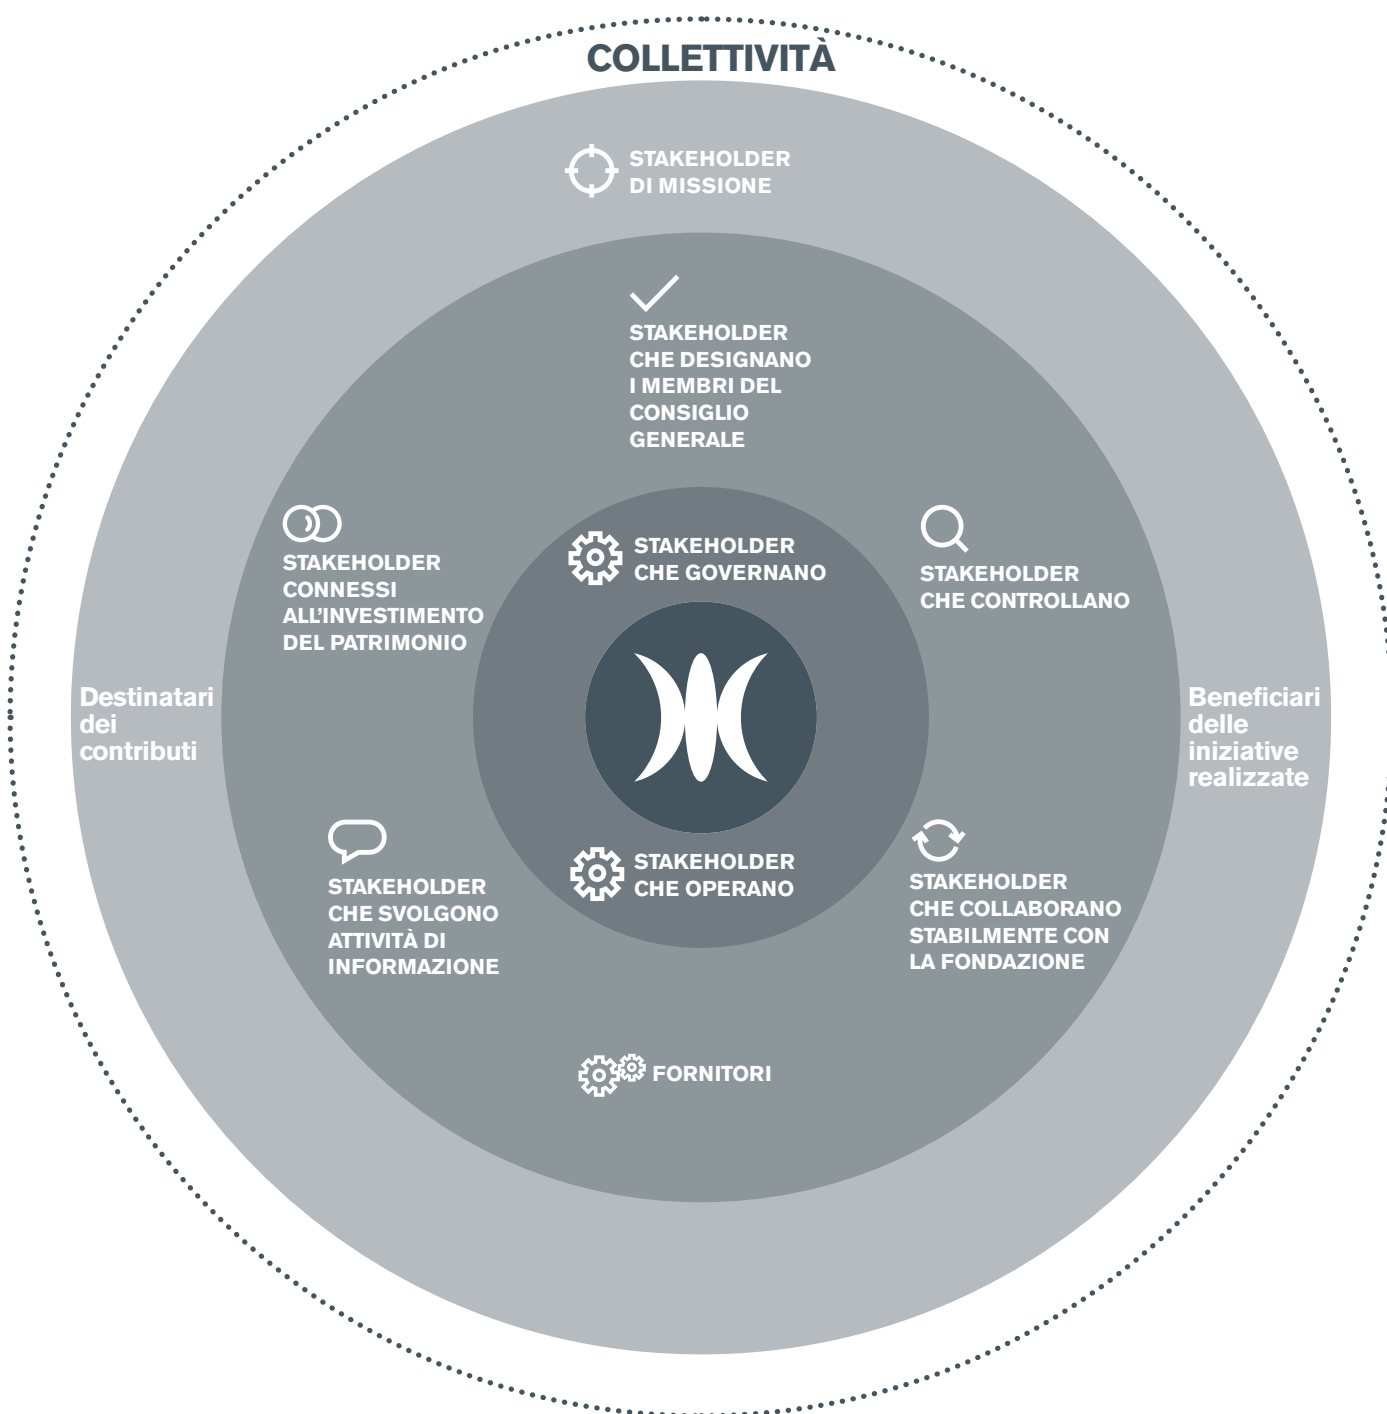 COLLETTIVITÀ
STAKEHOLDER
DI MISSIONE
STAKEHOLDER
CHE DESIGNANO
I MEMBRI DEL
CONSIGLIO
GENERALE
STAKEHOLDER
CONNESSI
ALL'INVESTIMENTO
DEL PATRIMONIO
STAKEHOLDER
CHE GOVERNANO
STAKEHOLDER
CHE CONTROLLANO
Destinatari
dei
contributi
Beneficiari
delle
iniziative
realizzate
STAKEHOLDER
CHE SVOLGONO
ATTIVITÀ DI
INFORMAZIONE
STAKEHOLDER
CHE OPERANO
STAKEHOLDER
CHE COLLABORANO
STABILMENTE CON
LA FONDAZIONE
FORNITORI